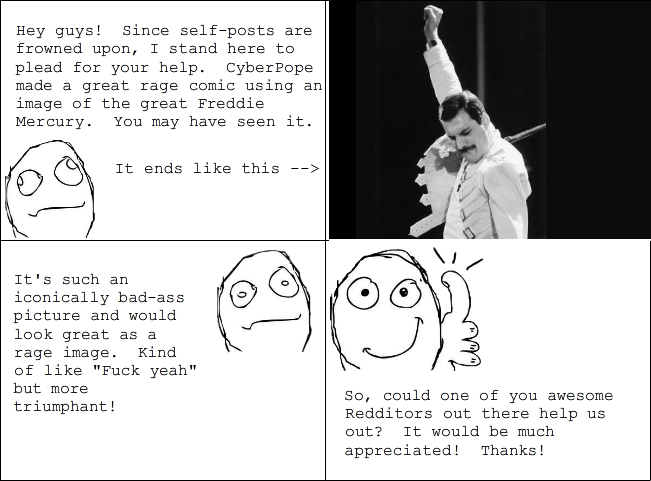 Hey guys!  Since self-posts are
frowned upon, I stand here to
plead for your help.  CyberPope
made a great rage comic using an
image of the great Freddie
Mercury.  You may have seen it.
It ends like this -->
It's such an
iconically bad-ass
picture and would
look great as a
rage image.  Kind
of like "Fuck yeah"
but more
triumphant!
So, could one of you awesome
Redditors out there help us
out?  It would be much
appreciated!  Thanks!